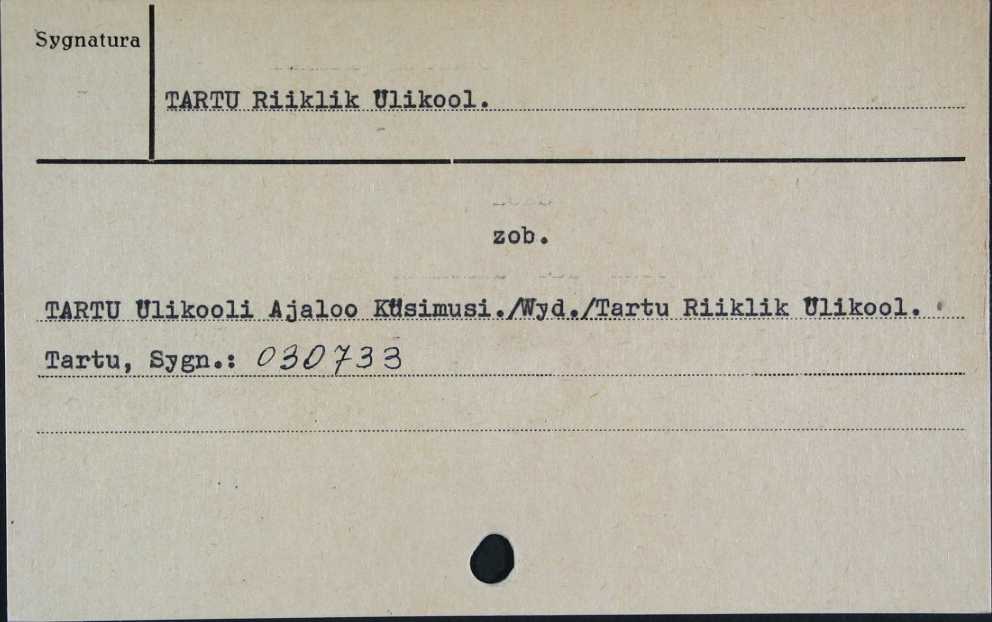 Sygnatura
TARTU Riiklik Ülikool.
zob.
TARTU Ülikooli Ajaloo Küsimusi./Wyd./Tartu Riiklik Ülikool.
Tartu, Sygn.: 030733